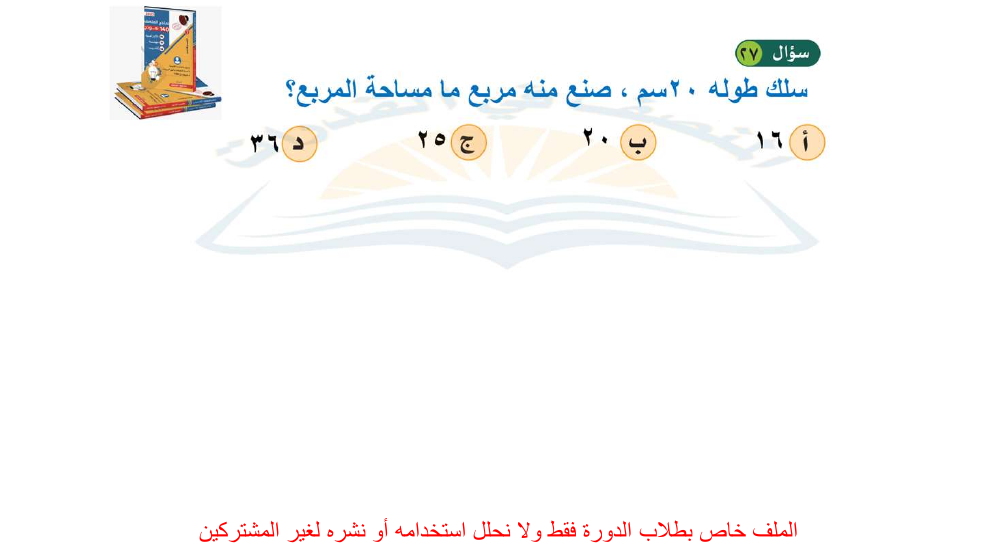 سؤال ٢٧
سلك طوله ٢٠سم ، صنع منه مربع ما مساحة المربع؟
أ ١٦ ب ٢٠ ج ٢٥ د ٣٦
الملف خاص بطلاب الدورة فقط ولا نحلل استخدامه أو نشره لغير المشتركين